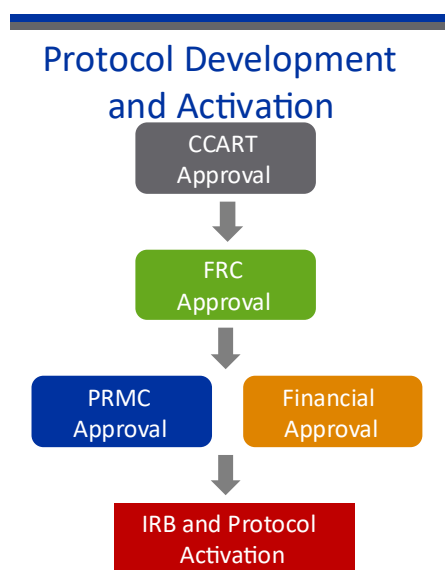 Protocol Development
and Activation
CCART
Approval
FRC
Approval
PRMC
Approval
Financial
Approval
IRB and Protocol
Activation